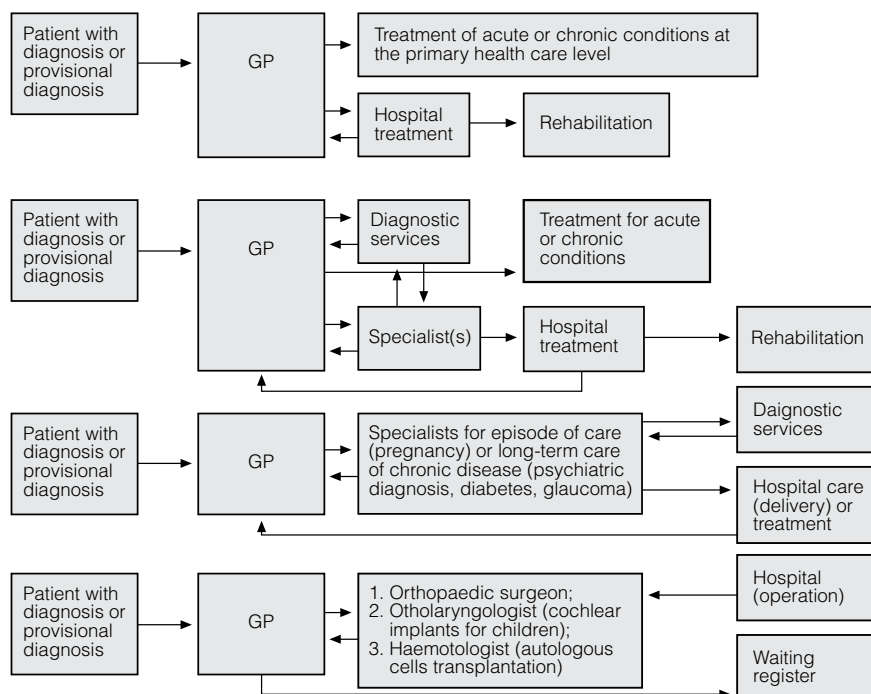 Patient with
diagnosis or
provisional
diagnosis
GP
Treatment of acute or chronic conditions at
the primary health care level
Hospital
treatment
Rehabilitation
Patient with
diagnosis or
provisional
diagnosis
GP
Diagnostic
services
Treatment for acute
or chronic
conditions
Specialist(s)
Hospital
treatment
Rehabilitation
Patient with
diagnosis or
provisional
diagnosis
GP
Specialists for episode of care
(pregnancy) or long-term care
of chronic disease (psychiatric
diagnosis, diabetes, glaucoma)
Daignostic
services
Hospital care
(delivery) or
treatment
Patient with
diagnosis or
provisional
diagnosis
GP
1. Orthopaedic surgeon;
2. Otholaryngologist (cochlear
implants for children);
3. Haemotologist (autologous
cells transplantation)
Hospital
(operation)
Waiting
register